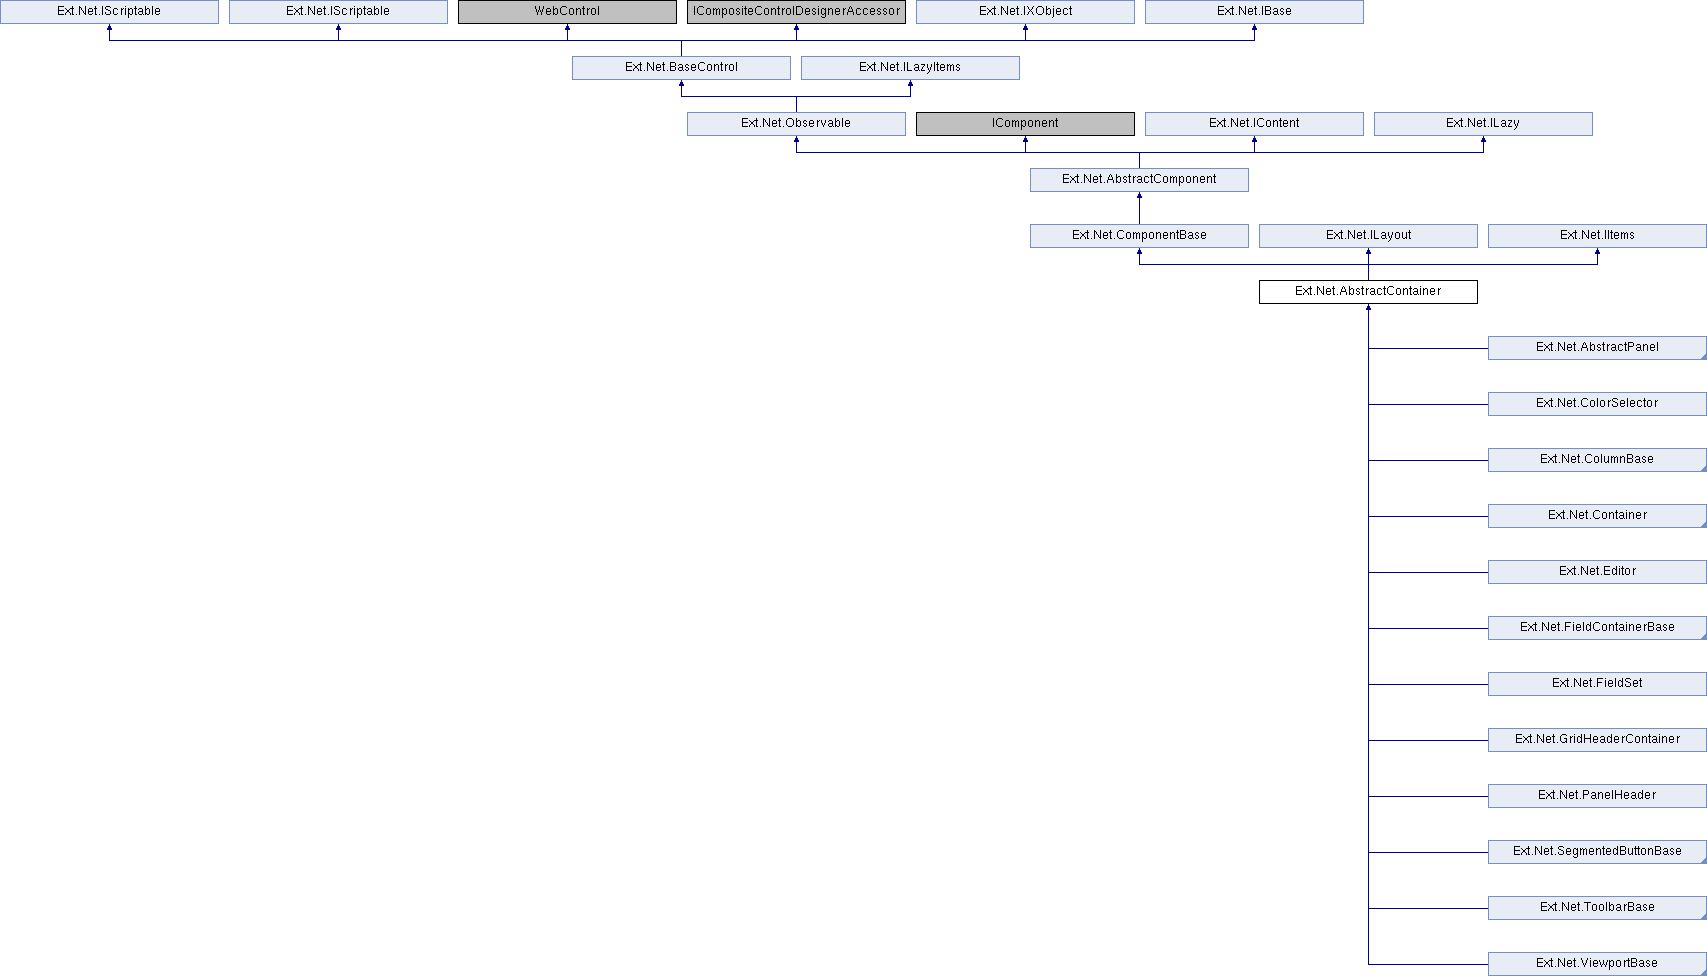 Ext.Net.IScriptable
Ext.Net.IScriptable
WebControl
ICompositeControlDesignerAccessor
Ext.Net.IXObject
Ext.Net.IBase
Ext.Net.BaseControl
Ext.Net.ILazyItems
Ext.Net.Observable
IComponent
Ext.Net.IContent
Ext.Net.ILazy
Ext.Net.AbstractComponent
Ext.Net.ComponentBase
Ext.Net.ILayout
Ext.Net.IItems
Ext.Net.AbstractContainer
Ext.Net.AbstractPanel
Ext.Net.ColorSelector
Ext.Net.ColumnBase
Ext.Net.Container
Ext.Net.Editor
Ext.Net.FieldContainerBase
Ext.Net.FieldSet
Ext.Net.GridHeaderContainer
Ext.Net.PanelHeader
Ext.Net.SegmentedButtonBase
Ext.Net.ToolbarBase
Ext.Net.ViewportBase